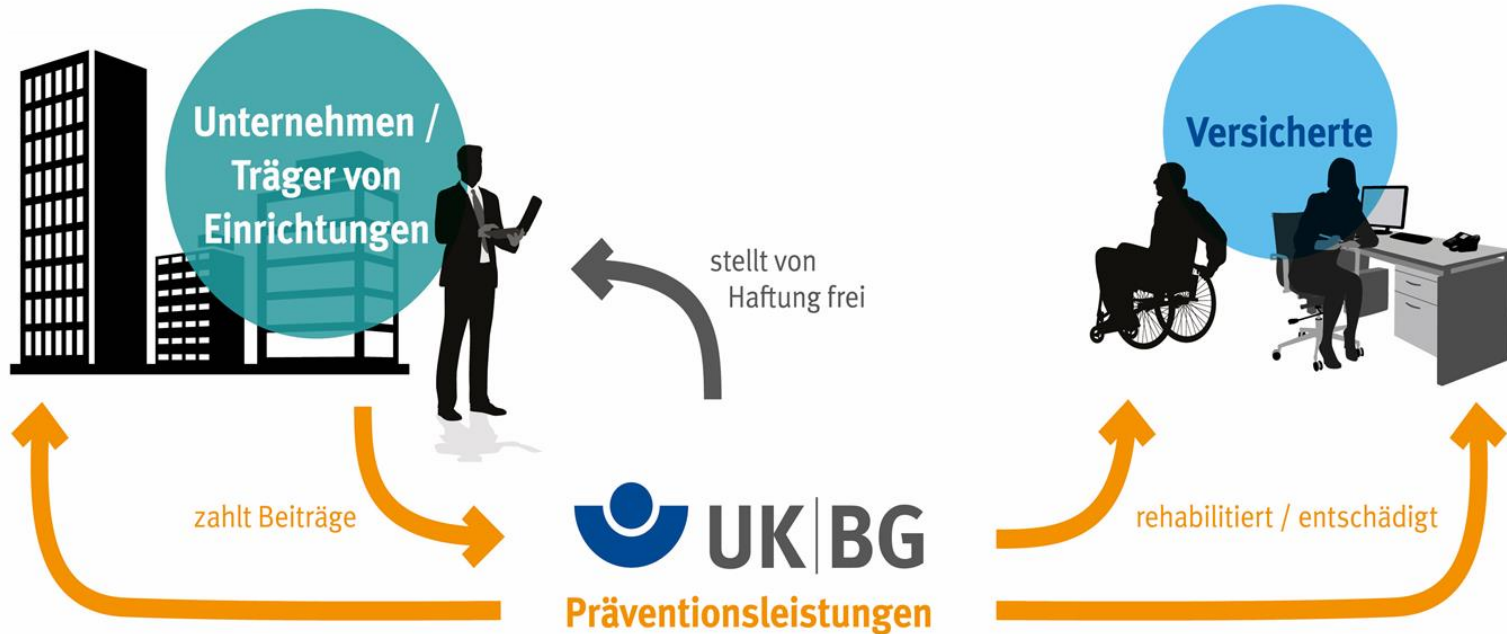 Unternehmen /
Träger von
Einrichtungen
Versicherte
stellt von
Haftung frei
zahlt Beiträge
UK|BG
rehabilitiert / entschädigt
Präventionsleistungen